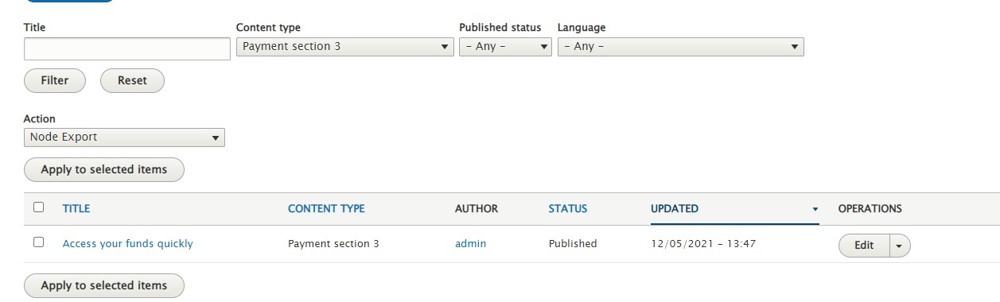 Title Content type Published status Language
Payment section 3 - Any - - Any -
Filter Reset
Action
Node Export
Apply to selected items
TITLE CONTENT TYPE AUTHOR STATUS UPDATED OPERATIONS
Access your funds quickly Payment section 3 admin Published 12/05/2021 - 13:47 Edit
Apply to selected items